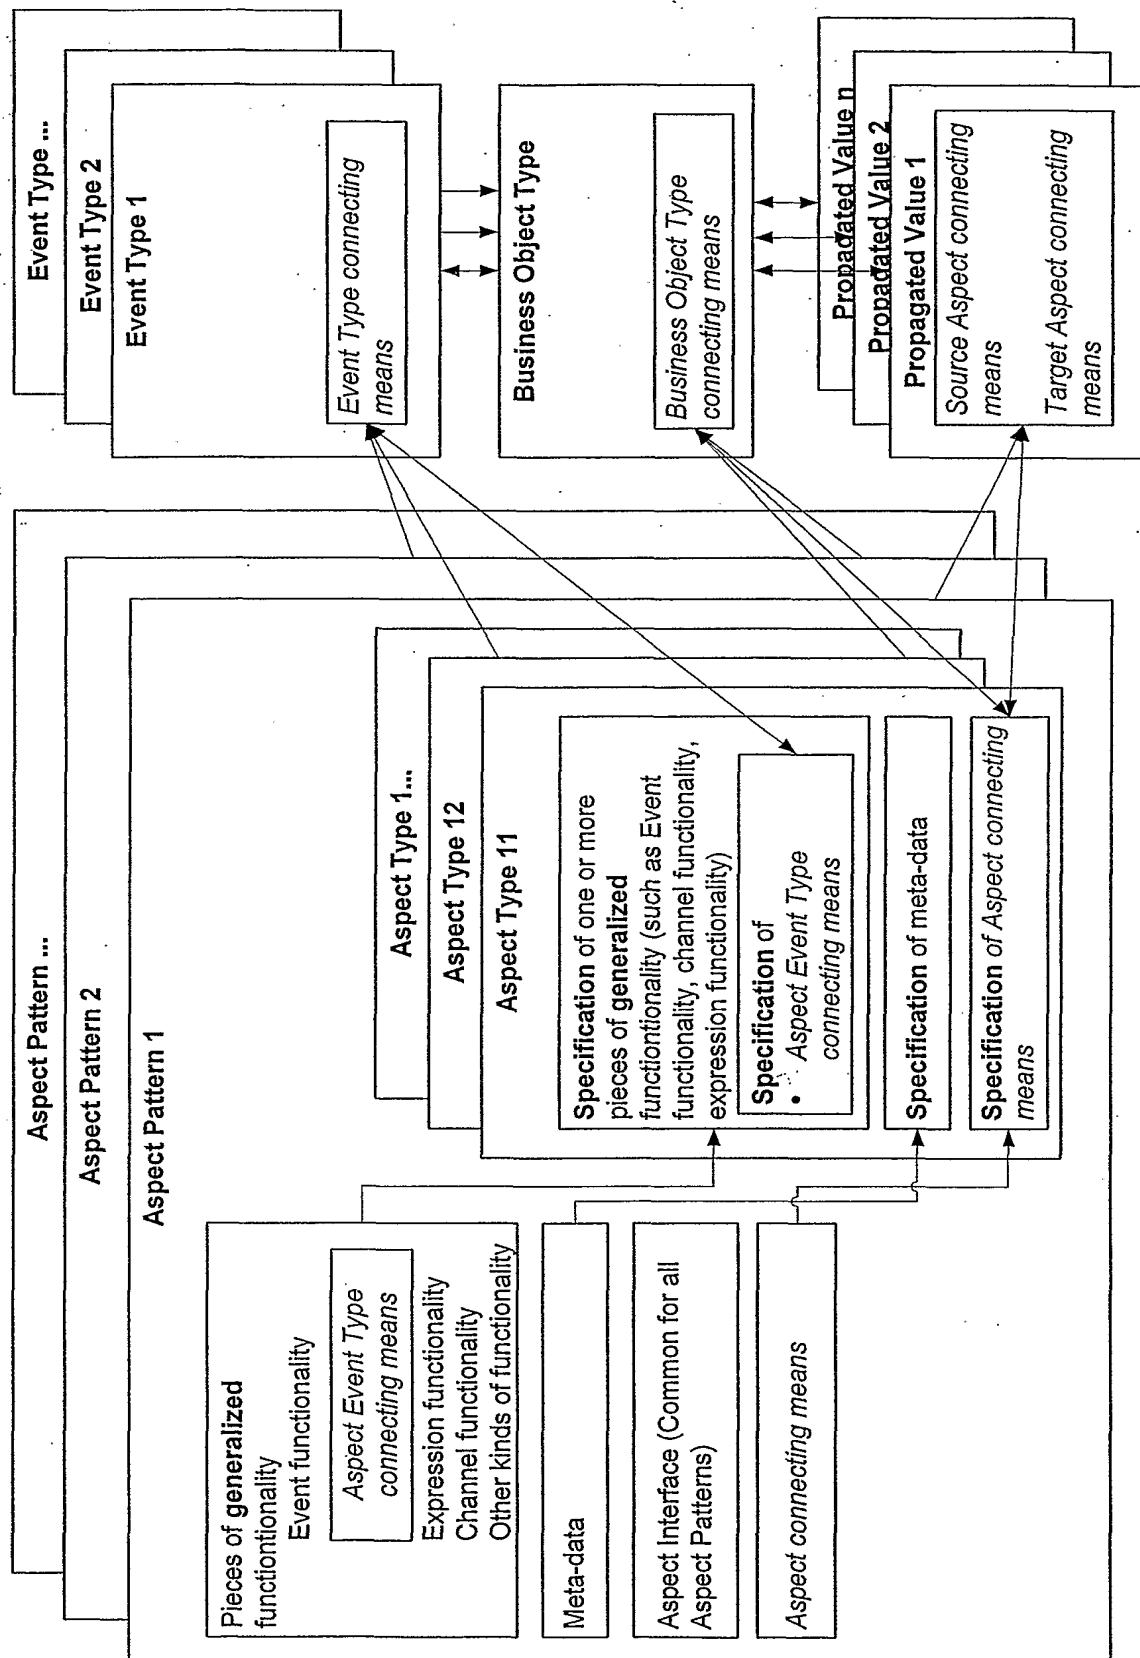 Aspect Pattern ...
Aspect Pattern 2
Aspect Pattern 1
Pieces of generalized
functiontionality
Event functionality
Aspect Event Type
connecting means
Expression functionality
Channel functionality
Other kinds of functionality
Meta-data
Aspect Interface (Common for all
Aspect Patterns)
Aspect connecting means
Aspect Type 1...
Aspect Type 12
Aspect Type 11
Specification of one or more
pieces of generalized
functiontionality (such as Event
functionality, channel functionality,
expression functionality)
Specification of
• Aspect Event Type
connecting means
Specification of meta-data
Specification of Aspect connecting
means
Event Type ...
Event Type 2
Event Type 1
Event Type connecting
means
Business Object Type
Business Object Type
connecting means
Propadated Value n
Propadated Value 2
Propagated Value 1
Source Aspect connecting
means
Target Aspect connecting
means